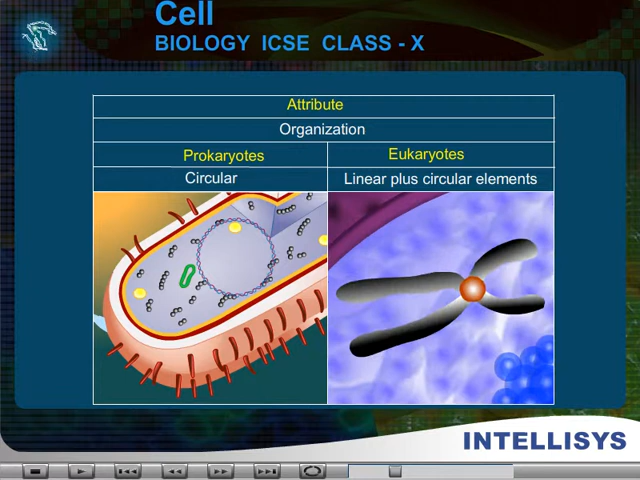 Cell
BIOLOGY ICSE CLASS - X
Attribute
Organization
Prokaryotes
Eukaryotes
Circular
Linear plus circular elements
INTELLISYS